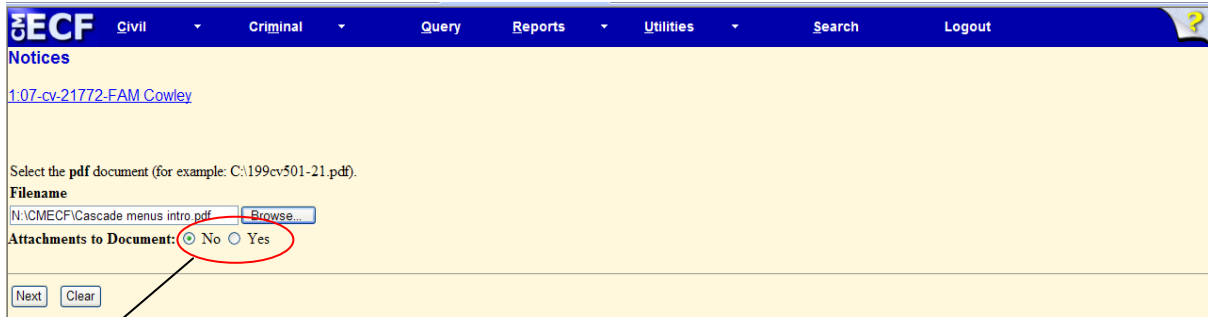 CM ECF Civil Criminal Query Reports Utilities Search Logout ?
Notices
1:07-cv-21772-FAM Cowley
Select the pdf document (for example: C:\199cv501-21.pdf).
Filename
N:\CMECF\Cascade menus intro.pdf Browse...
Attachments to Document: No Yes
Next Clear